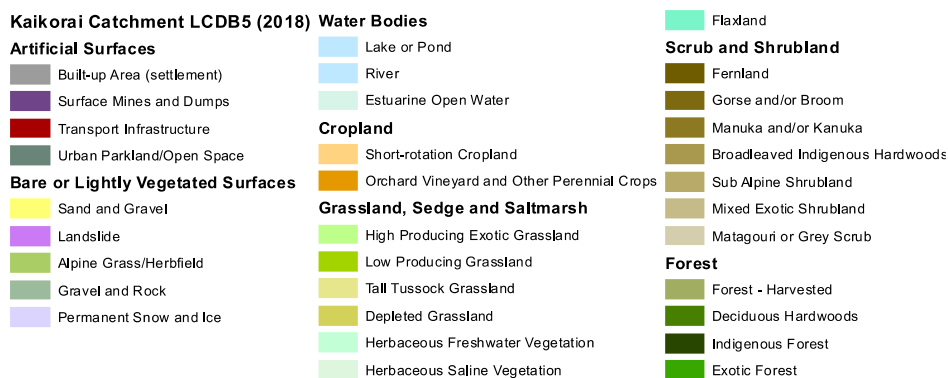 Kaikorai Catchment LCDB5 (2018)
Artificial Surfaces
Built-up Area (settlement)
Surface Mines and Dumps
Transport Infrastructure
Urban Parkland/Open Space
Bare or Lightly Vegetated Surfaces
Sand and Gravel
Landslide
Alpine Grass/Herbfield
Gravel and Rock
Permanent Snow and Ice
Water Bodies
Lake or Pond
River
Estuarine Open Water
Cropland
Short-rotation Cropland
Orchard Vineyard and Other Perennial Crops
Grassland, Sedge and Saltmarsh
High Producing Exotic Grassland
Low Producing Grassland
Tall Tussock Grassland
Depleted Grassland
Herbaceous Freshwater Vegetation
Herbaceous Saline Vegetation
Flaxland
Scrub and Shrubland
Fernland
Gorse and/or Broom
Manuka and/or Kanuka
Broadleaved Indigenous Hardwoods
Sub Alpine Shrubland
Mixed Exotic Shrubland
Matagouri or Grey Scrub
Forest
Forest - Harvested
Deciduous Hardwoods
Indigenous Forest
Exotic Forest